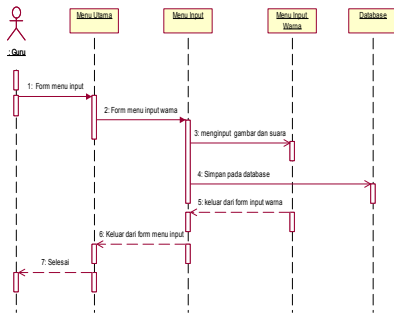 : Guru
Menu Utama
Menu Input
Menu Input
Warna
Database
1: Form menu input
2: Form menu input warna
3: menginput gambar dan suara
4: Simpan pada database
5: keluar dari form input warna
6: Keluar dari form menu input
7: Selesai